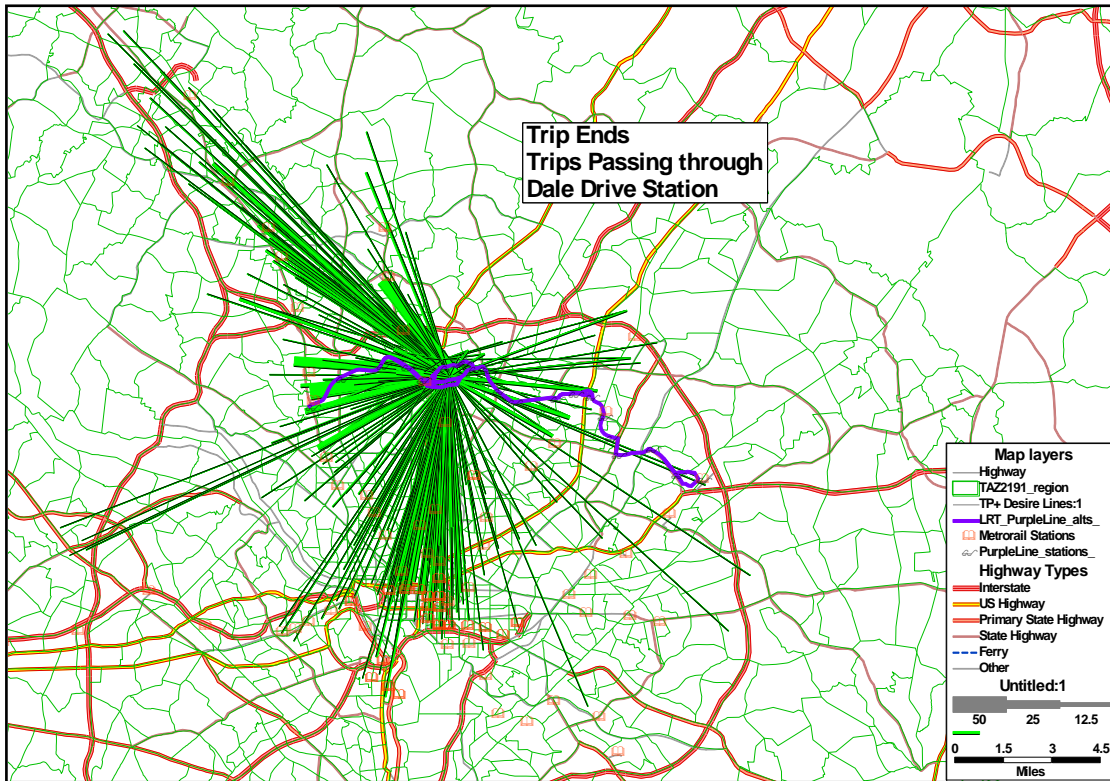 Trip Ends
Trips Passing through
Dale Drive Station
Map layers
Highway
TAZ2191_region
TP+ Desire Lines:1
LRT_PurpleLine_alts_
Metrorail Stations
PurpleLine_stations_
Highway Types
Interstate
US Highway
Primary State Highway
State Highway
Ferry
Other
Untitled:1
50 25 12.5
0 1.5 3 4.5
Miles